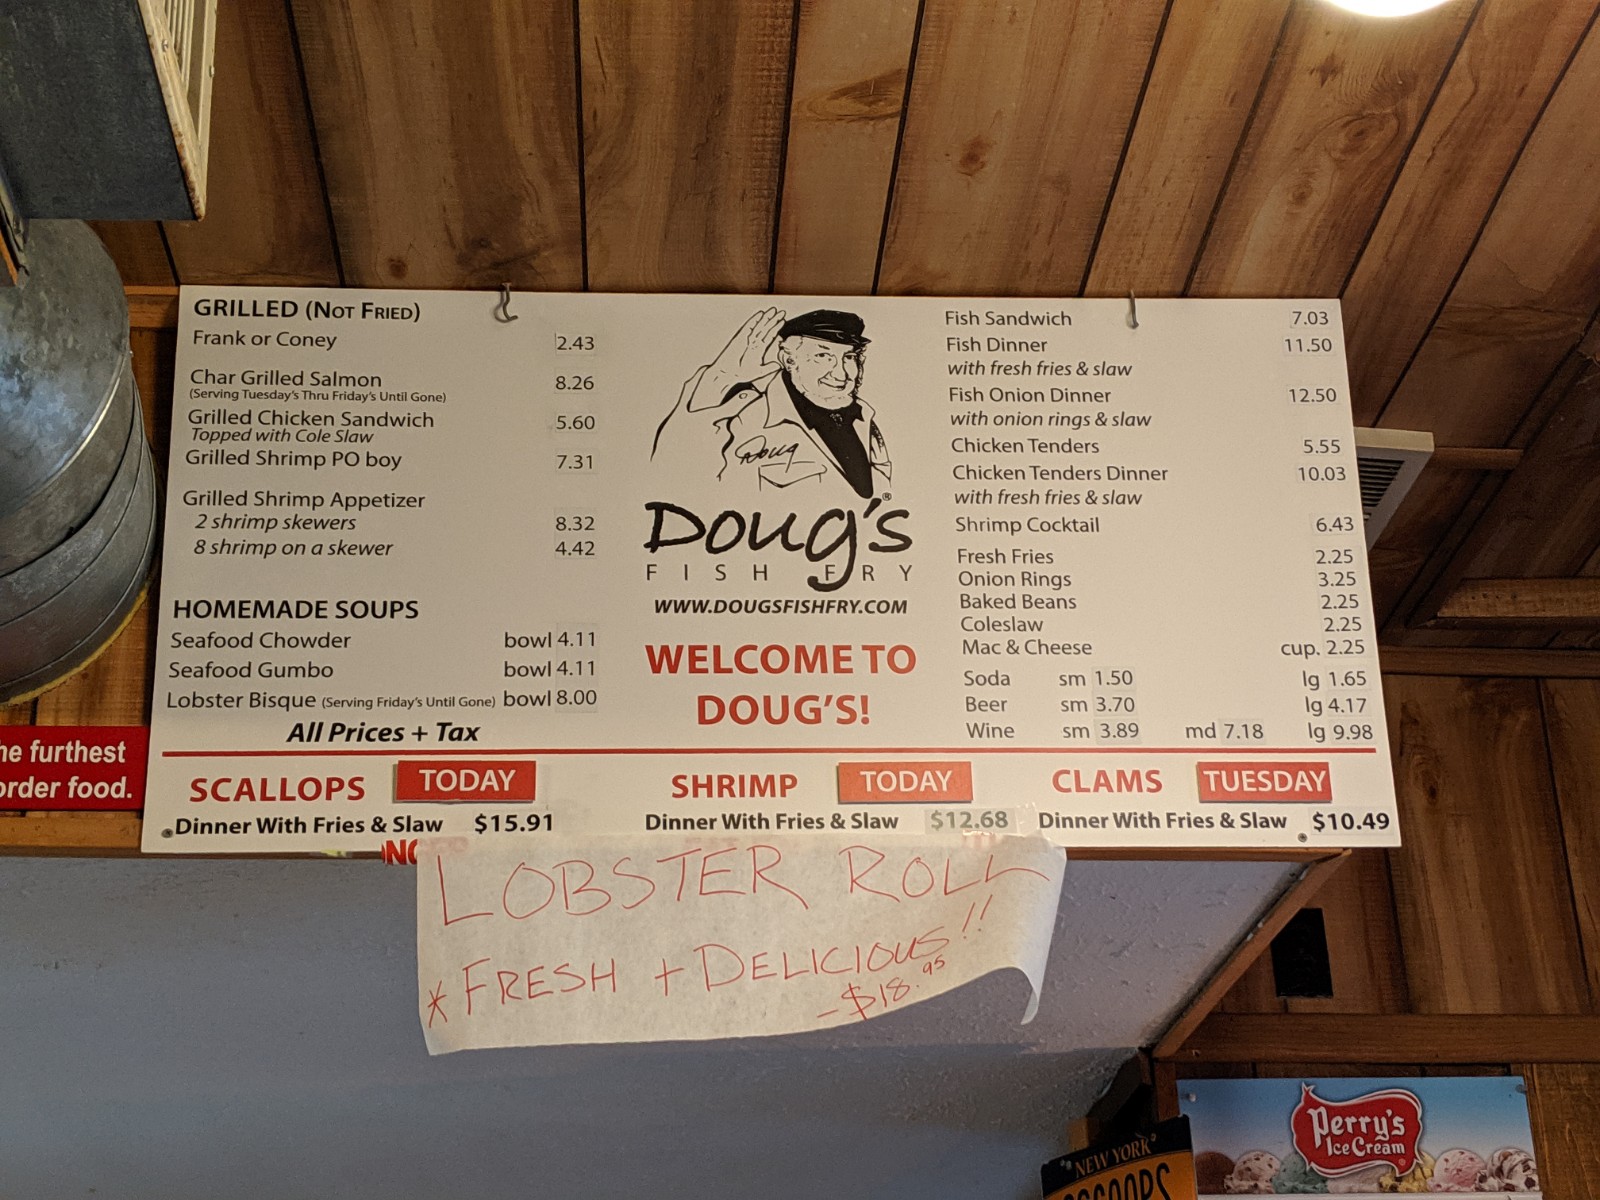 GRILLED (NOT FRIED)
Frank or Coney 2.43
Char Grilled Salmon 8.26
(Serving Tuesday's Thru Friday's Until Gone)
Grilled Chicken Sandwich 5.60
Topped with Cole Slaw
Grilled Shrimp PO boy 7.31
Grilled Shrimp Appetizer
2 shrimp skewers 8.32
8 shrimp on a skewer 4.42
HOMEMADE SOUPS
Seafood Chowder bowl 4.11
Seafood Gumbo bowl 4.11
Lobster Bisque (Serving Friday's Until Gone) bowl 8.00
All Prices + Tax
Doug
DOUG'S®
FISH FRY
WWW.DOUGSFISHFRY.COM
WELCOME TO
DOUG'S!
Fish Sandwich 7.03
Fish Dinner 11.50
with fresh fries & slaw
Fish Onion Dinner 12.50
with onion rings & slaw
Chicken Tenders 5.55
Chicken Tenders Dinner 10.03
with fresh fries & slaw
Shrimp Cocktail 6.43
Fresh Fries 2.25
Onion Rings 3.25
Baked Beans 2.25
Coleslaw 2.25
Mac & Cheese cup. 2.25
Soda sm 1.50 lg 1.65
Beer sm 3.70 lg 4.17
Wine sm 3.89 md 7.18 lg 9.98
SCALLOPS TODAY
Dinner With Fries & Slaw $15.91
SHRIMP TODAY
Dinner With Fries & Slaw $12.68
CLAMS TUESDAY
Dinner With Fries & Slaw $10.49
LOBSTER ROLL
*FRESH + DELICIOUS!!
-$18.95
he furthest
order food.
Perry's
Ice Cream
NEW YORK